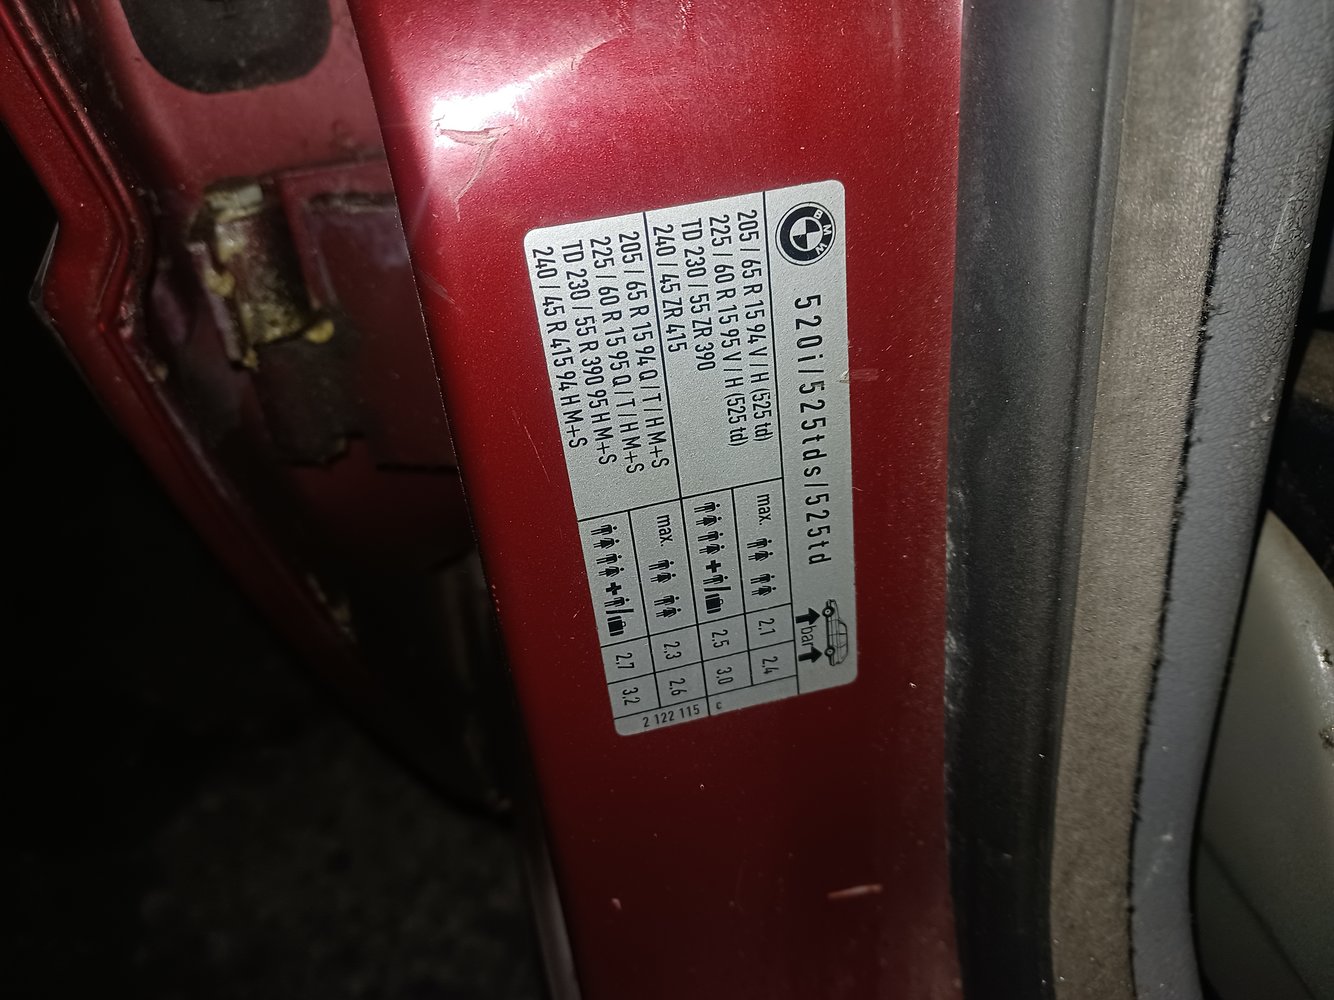 BMW
520i/525tds/525td
bar
205 / 65 R 15 94 V / H (525 td)
225 / 60 R 15 95 V / H (525 td)
TD 230 / 55 ZR 390
240 / 45 ZR 415
max.
2,1 2,4
+ /
2,5 3,0
205 / 65 R 15 94 Q / T / H M+S
225 / 60 R 15 95 Q / T / H M+S
TD 230 / 55 R 390 95 H M+S
240 / 45 R 415 94 H M+S
max.
2,3 2,6
+ /
2,7 3,2
2 122 115 c